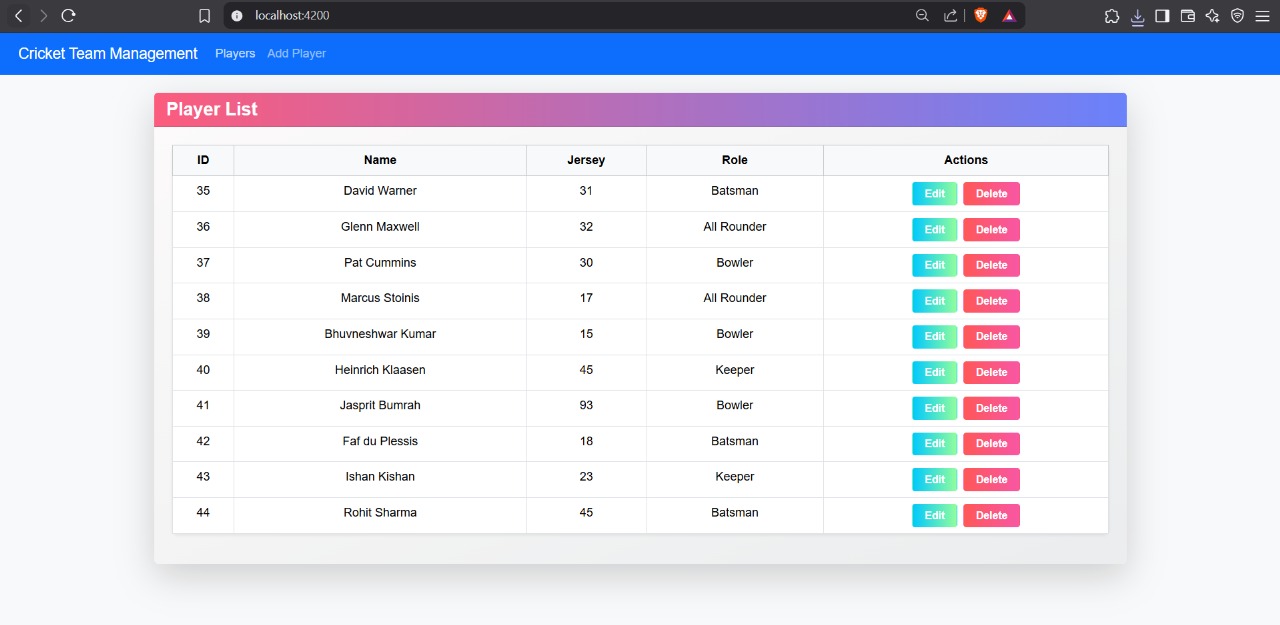 localhost:4200
Cricket Team Management Players Add Player
Player List
ID Name Jersey Role Actions
35 David Warner 31 Batsman Edit Delete
36 Glenn Maxwell 32 All Rounder Edit Delete
37 Pat Cummins 30 Bowler Edit Delete
38 Marcus Stoinis 17 All Rounder Edit Delete
39 Bhuvneshwar Kumar 15 Bowler Edit Delete
40 Heinrich Klaasen 45 Keeper Edit Delete
41 Jasprit Bumrah 93 Bowler Edit Delete
42 Faf du Plessis 18 Batsman Edit Delete
43 Ishan Kishan 23 Keeper Edit Delete
44 Rohit Sharma 45 Batsman Edit Delete